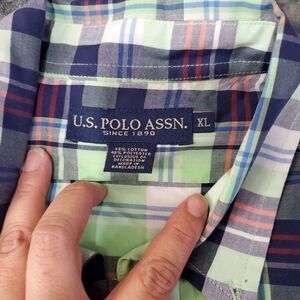 U.S. POLO ASSN.
SINCE 1890
XL
60% COTTON
40% POLYESTER
EXCLUSIVE OF
DECORATION
MADE IN
BANGLADESH